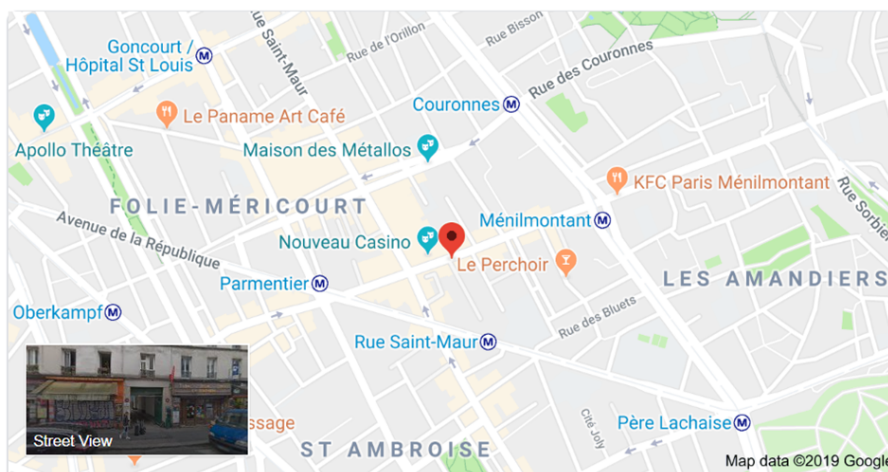 Goncourt /
Hôpital St Louis
Rue Saint-Maur
Rue de l'Orillon
Rue Bisson
Rue des Couronnes
Couronnes
Le Paname Art Café
Apollo Théâtre
Maison des Métallos
KFC Paris Ménilmontant
Rue Sorbier
FOLIE-MÉRICOURT
Avenue de la République
Ménilmontant
Nouveau Casino
Le Perchoir
LES AMANDIERS
Parmentier
Oberkampf
Rue des Bluets
Rue Saint-Maur
Street View
ssage
Cité Joly
Père Lachaise
ST AMBROISE
Map data ©2019 Google